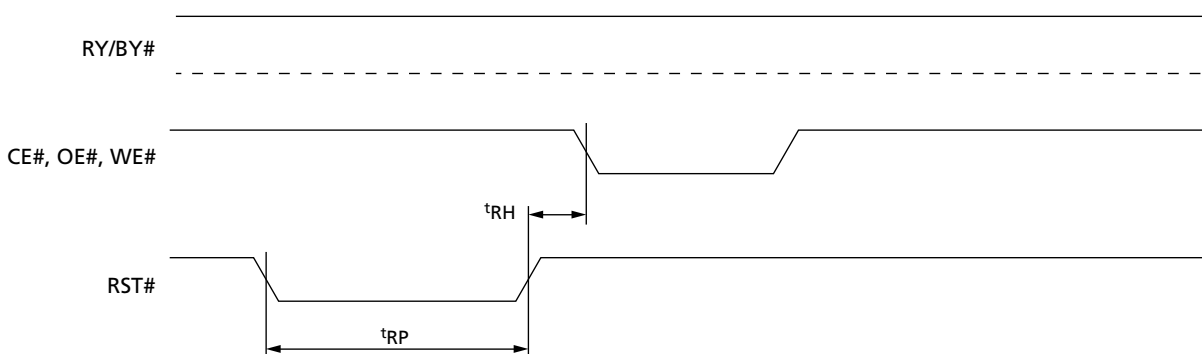 RY/BY#
CE#, OE#, WE#
tRH
RST#
tRP